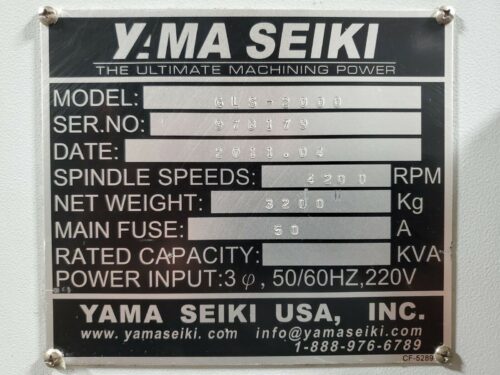 YAMA SEIKI
THE ULTIMATE MACHINING POWER
MODEL: GLS-2000
SER.NO: 978179
DATE: 2011.04
SPINDLE SPEEDS: 4200 RPM
NET WEIGHT: 3200 Kg
MAIN FUSE: 50 A
RATED CAPACITY: KVA
POWER INPUT:3 φ, 50/60HZ,220V
YAMA SEIKI USA, INC.
www.yamaseiki.com info@yamaseiki.com
1-888-976-6789
CF-5289